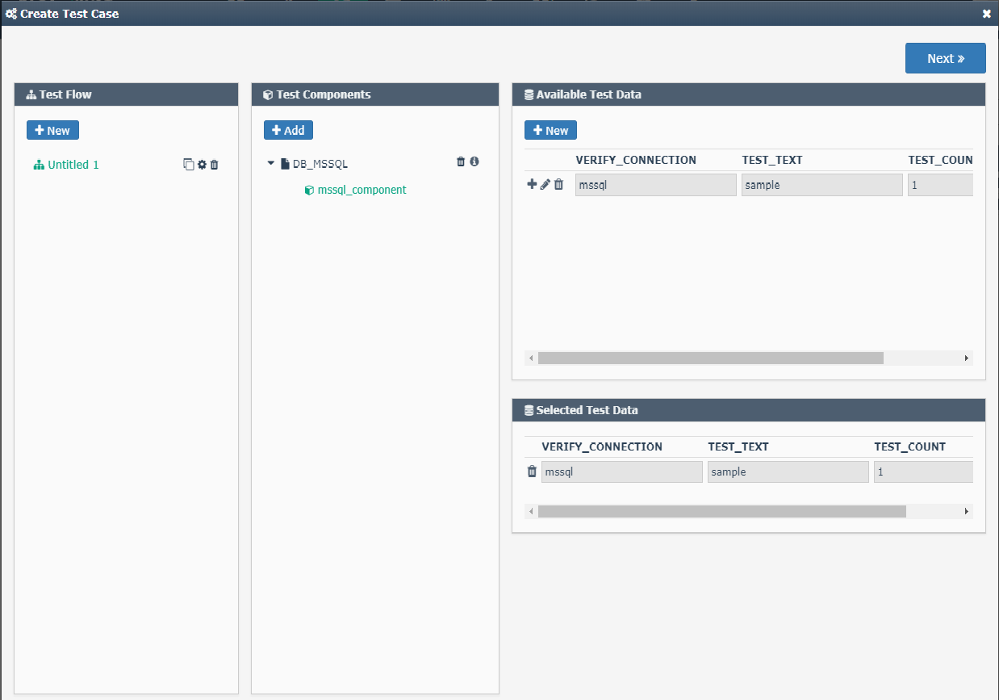 Create Test Case
Next »
Test Flow
New
Untitled 1
Test Components
Add
DB_MSSQL
mssql_component
Available Test Data
New
VERIFY_CONNECTION TEST_TEXT TEST_COUN
mssql sample 1
Selected Test Data
VERIFY_CONNECTION TEST_TEXT TEST_COUNT
mssql sample 1